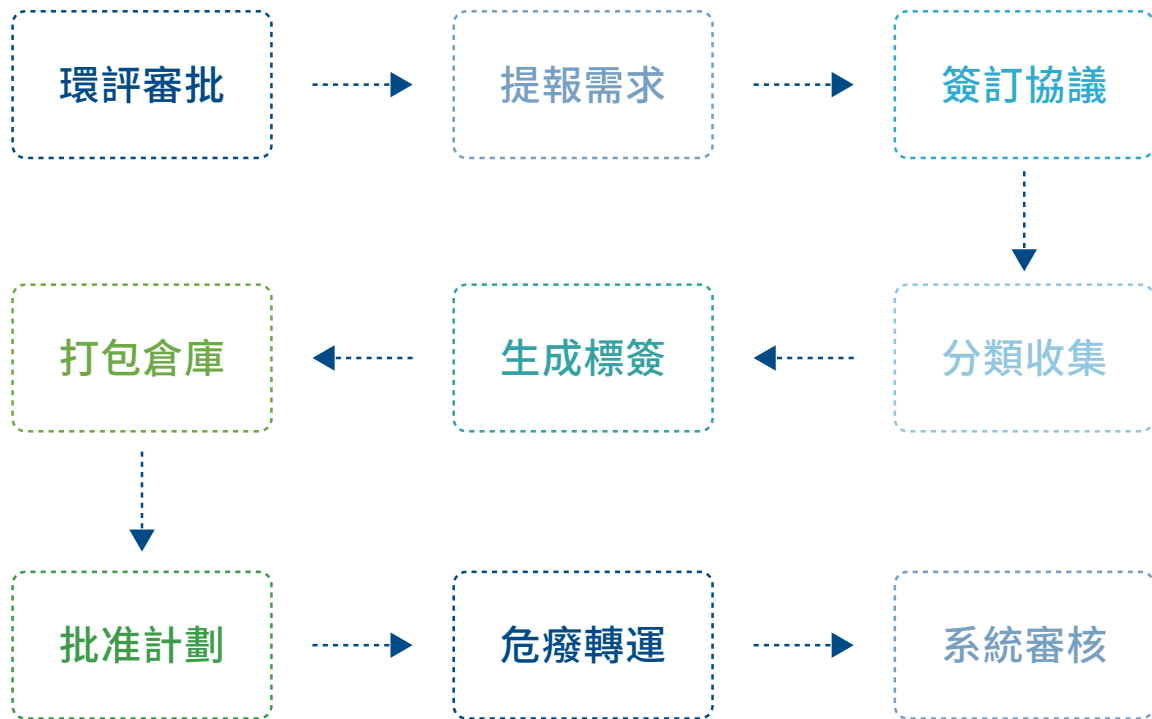 環評審批
提報需求
簽訂協議
分類收集
生成標簽
打包倉庫
批准計劃
危廢轉運
系統審核